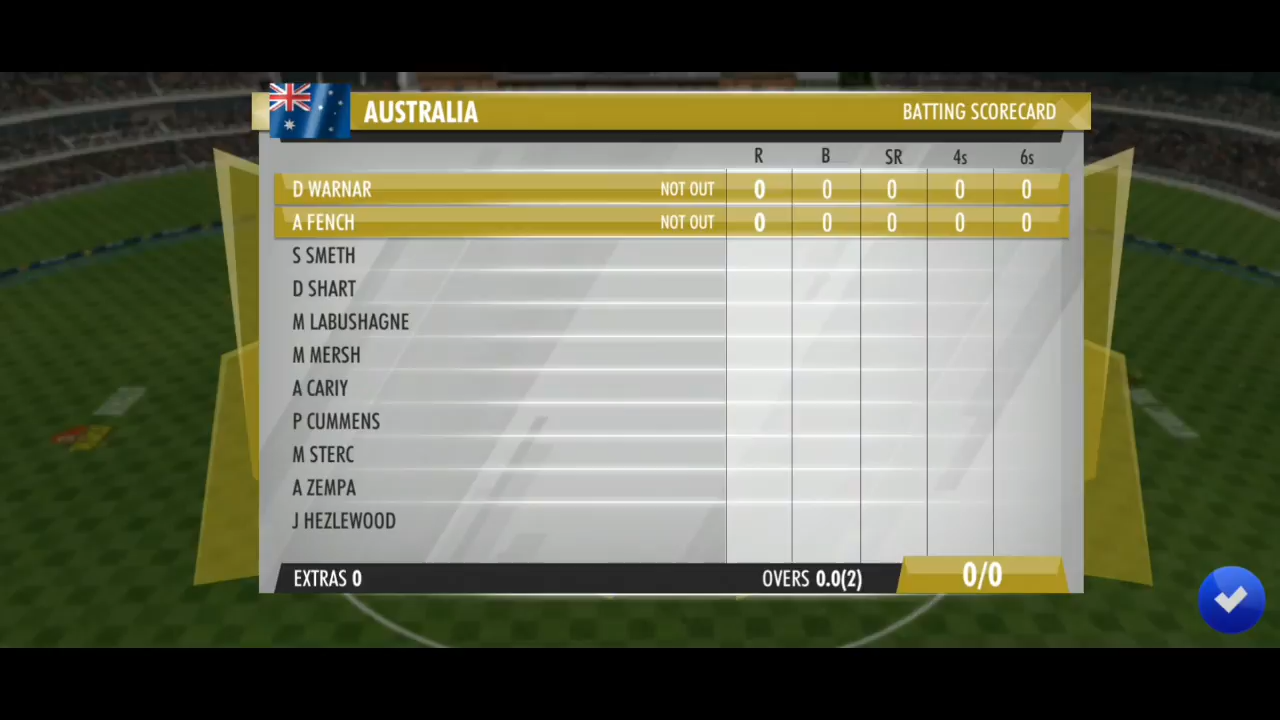 AUSTRALIA BATTING SCORECARD
R B SR 4s 6s
D WARNAR NOT OUT 0 0 0 0 0
A FENCH NOT OUT 0 0 0 0 0
S SMETH
D SHART
M LABUSHAGNE
M MERSH
A CARIY
P CUMMENS
M STERC
A ZEMPA
J HEZLEWOOD
EXTRAS 0 OVERS 0.0(2) 0/0